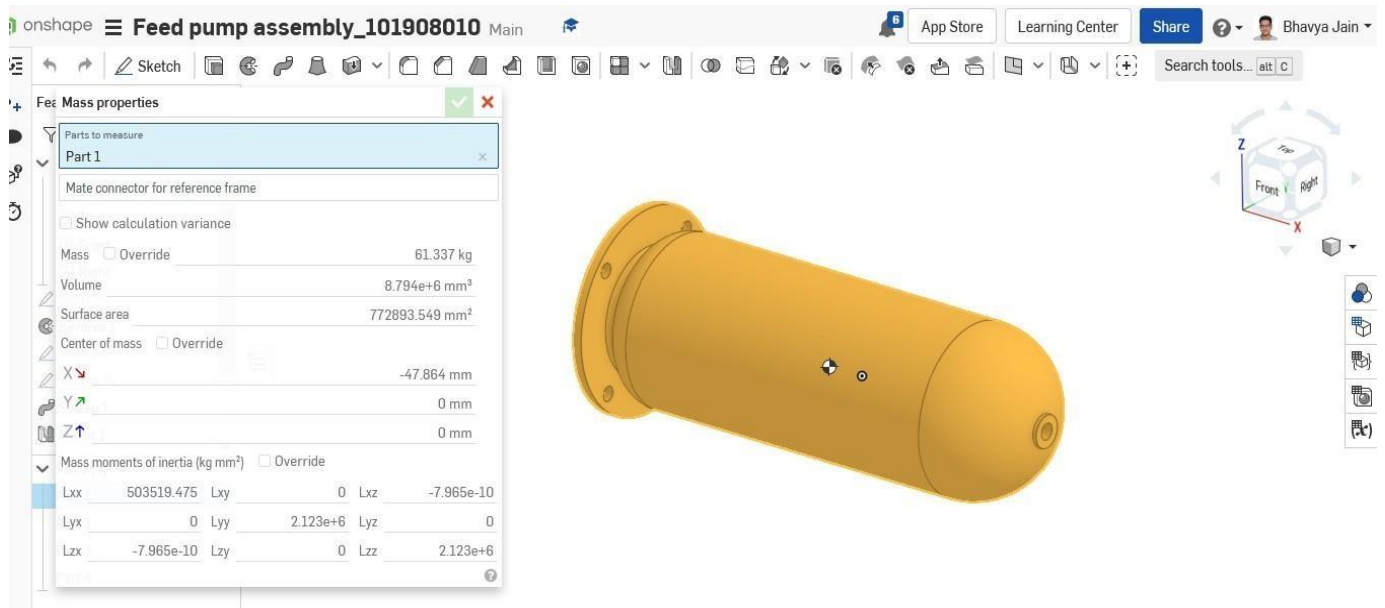 onshape Feed pump assembly_101908010 Main 6 App Store Learning Center Share Bhavya Jain
Sketch Search tools... alt C
Fea Mass properties
Parts to measure
Part 1
Mate connector for reference frame
Show calculation variance
Mass Override 61.337 kg
Volume 8.794e+6 mm³
Surface area 772893.549 mm²
Center of mass Override
X -47.864 mm
Y 0 mm
Z 0 mm
Mass moments of inertia (kg mm²) Override
Lxx 503519.475 Lxy 0 Lxz -7.965e-10
Lyx 0 Lyy 2.123e+6 Lyz 0
Lzx -7.965e-10 Lzy 0 Lzz 2.123e+6
Z
Top
Front Right
X
(x)